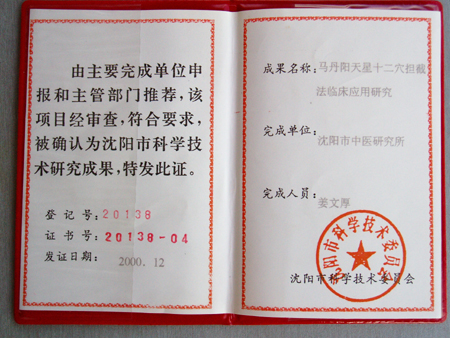 由主要完成单位申
报和主管部门推荐，该
项目经审查，符合要求，
被确认为沈阳市科学技
术研究成果，特发此证。
登记号：20138
证书号：20138-04
发证日期： 2000.12
成果名称：马丹阳天星十二穴担截
法临床应用研究
完成单位：沈阳市中医研究所
完成人员：姜文厚
沈阳市科学技术委员会
沈阳市科学技术委员会